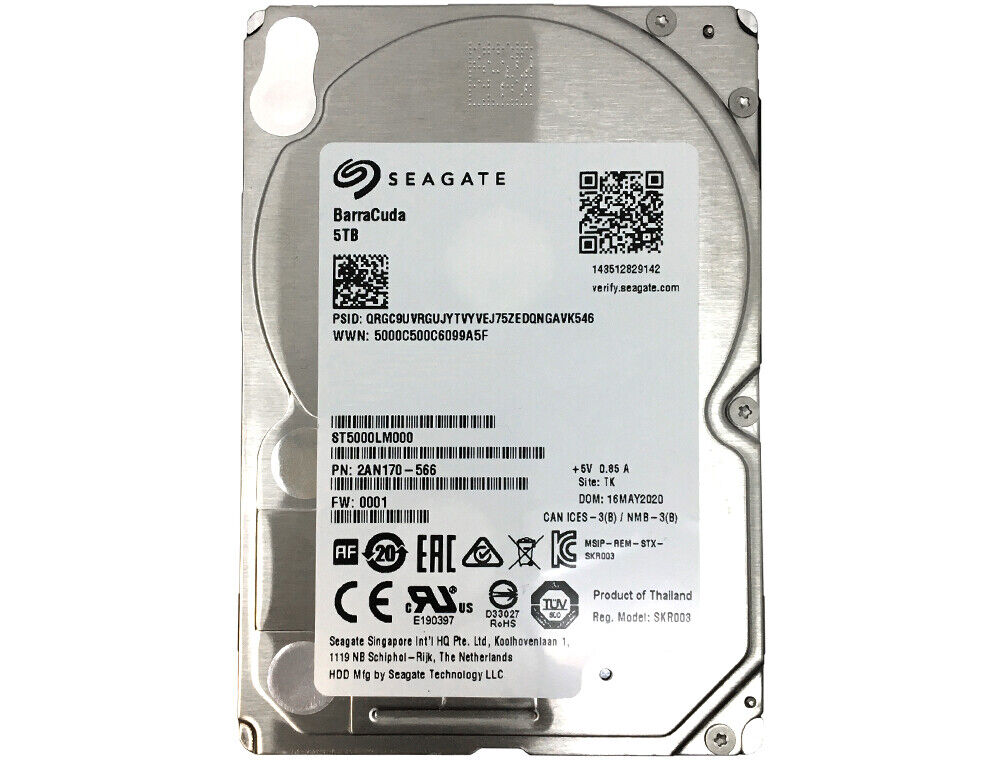 SEAGATE
BarraCuda
5TB
143512829142
verify.seagate.com
PSID: QRGC9UVRGUJYTVYVEJ75ZEDQNGAVK546
WWN: 5000C500C6099A5F
ST5000LM000
PN: 2AN170-566
+5V 0.85 A
Site: TK
FW: 0001
DOM: 16MAY2020
CAN ICES-3(B) / NMB-3(B)
AF 20 EAC
MSIP-REM-STX-
SKR003
CE c RU US
E190397
D33027
RoHS
TÜV
SÜD
Product of Thailand
Reg. Model: SKR003
Seagate Singapore Int'l HQ Pte. Ltd, Koolhovenlaan 1,
1119 NB Schiphol-Rijk, The Netherlands
HDD Mfg by Seagate Technology LLC